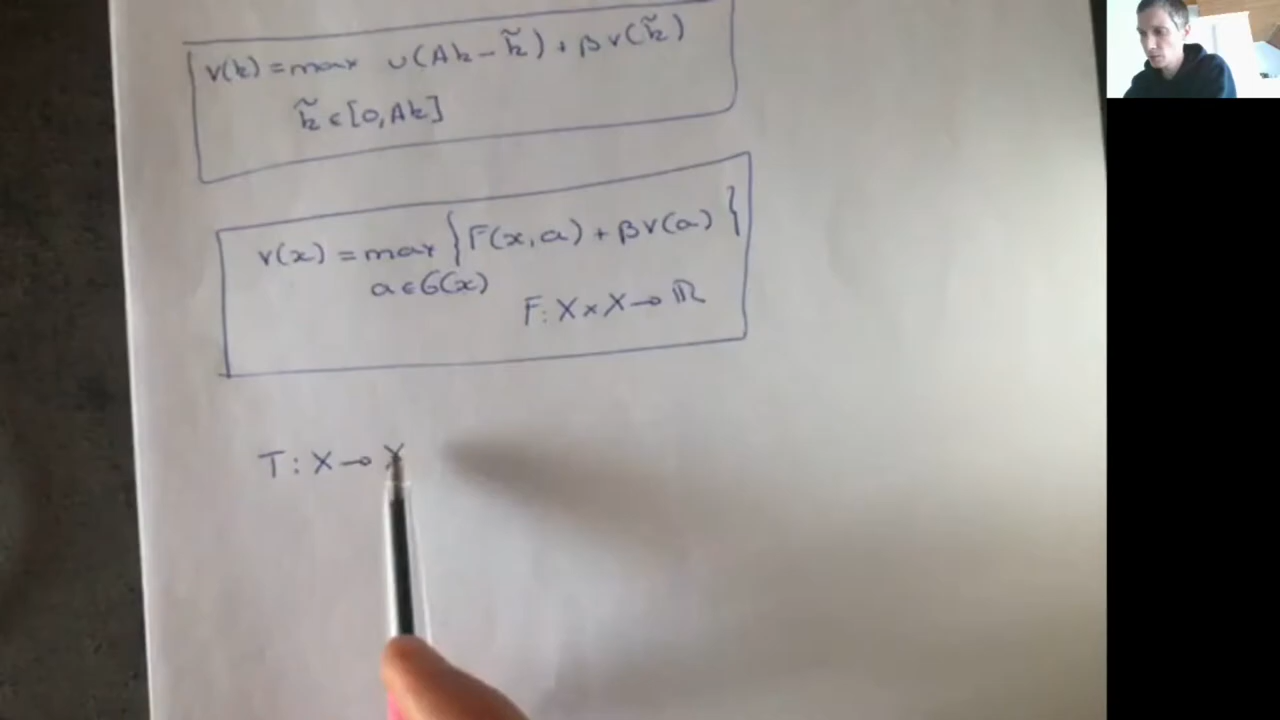 v(k) = max u(Ak - k̃) + βv(k̃)
k̃ ∈ [0, Ak]
v(x) = max {F(x, a) + βv(a)}
a ∈ G(x)
F: X × X → ℝ
T: X → X